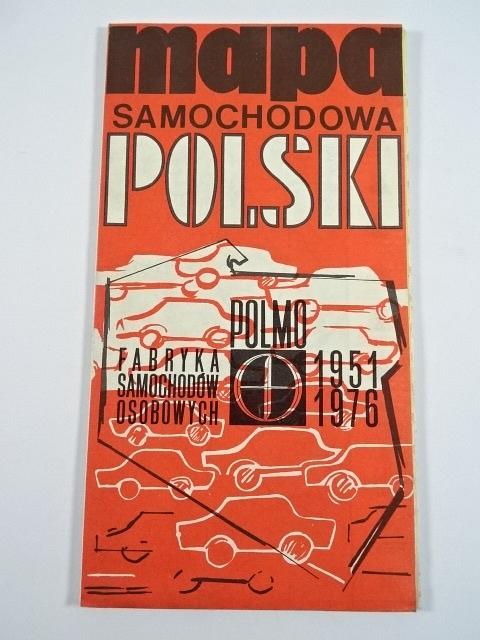 mapa
SAMOCHODOWA
POLSKI
POLMO
FABRYKA
SAMOCHODÓW
OSOBOWYCH
1951
1976